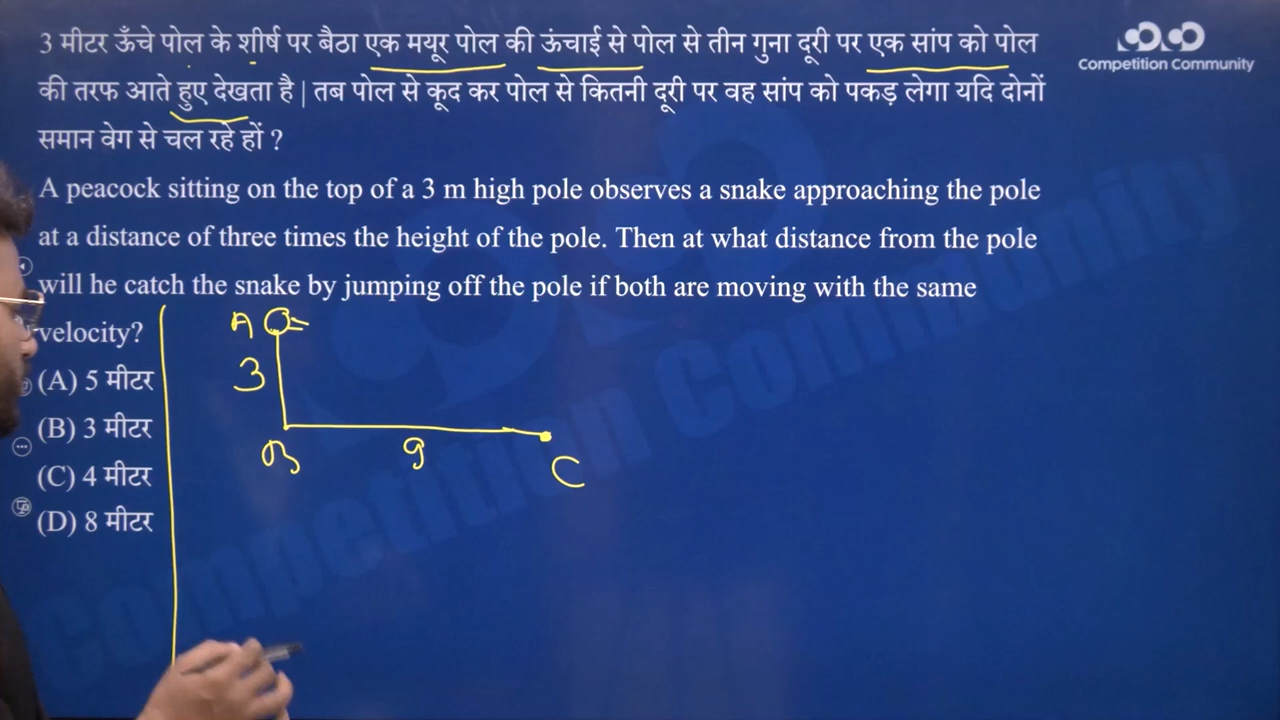 3 मीटर ऊँचे पोल के शीर्ष पर बैठा एक मयूर पोल की ऊंचाई से पोल से तीन गुना दूरी पर एक सांप को पोल
की तरफ आते हुए देखता है | तब पोल से कूद कर पोल से कितनी दूरी पर वह सांप को पकड़ लेगा यदि दोनों
समान वेग से चल रहे हों ?
Competition Community
A peacock sitting on the top of a 3 m high pole observes a snake approaching the pole
at a distance of three times the height of the pole. Then at what distance from the pole
will he catch the snake by jumping off the pole if both are moving with the same
velocity?
(A) 5 मीटर
(B) 3 मीटर
(C) 4 मीटर
(D) 8 मीटर
A
3
B
9
C
Competition Community